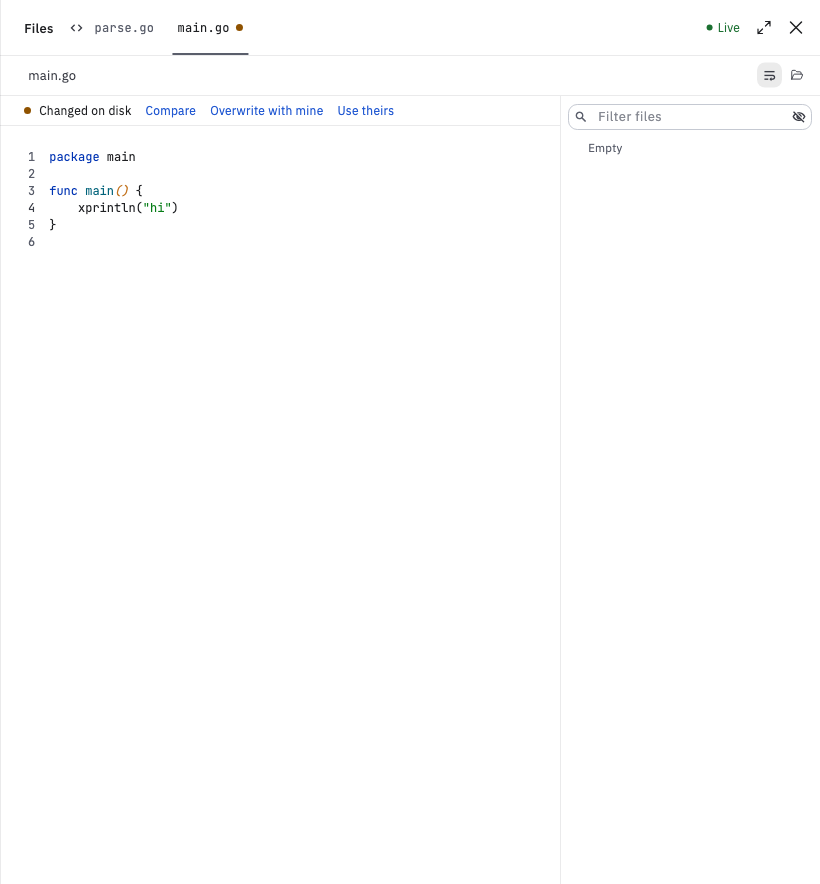 Files <> parse.go main.go Live
main.go
Changed on disk Compare Overwrite with mine Use theirs
Filter files
Empty
1 package main
2
3 func main() {
4     xprintln("hi")
5 }
6